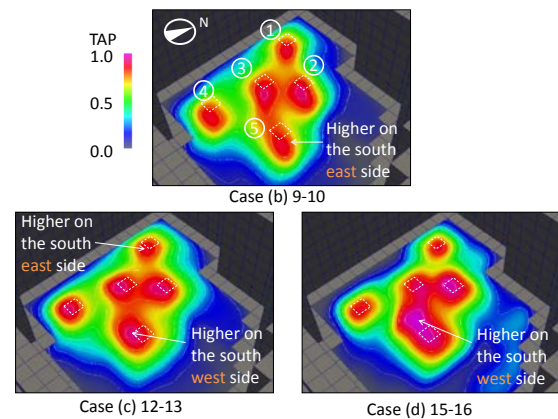 TAP
1.0
0.5
0.0
N
①
②
③
④
⑤
Higher on
the south
east side
Case (b) 9-10
Higher on
the south
east side
Higher on
the south
west side
Case (c) 12-13
Higher on
the south
west side
Case (d) 15-16